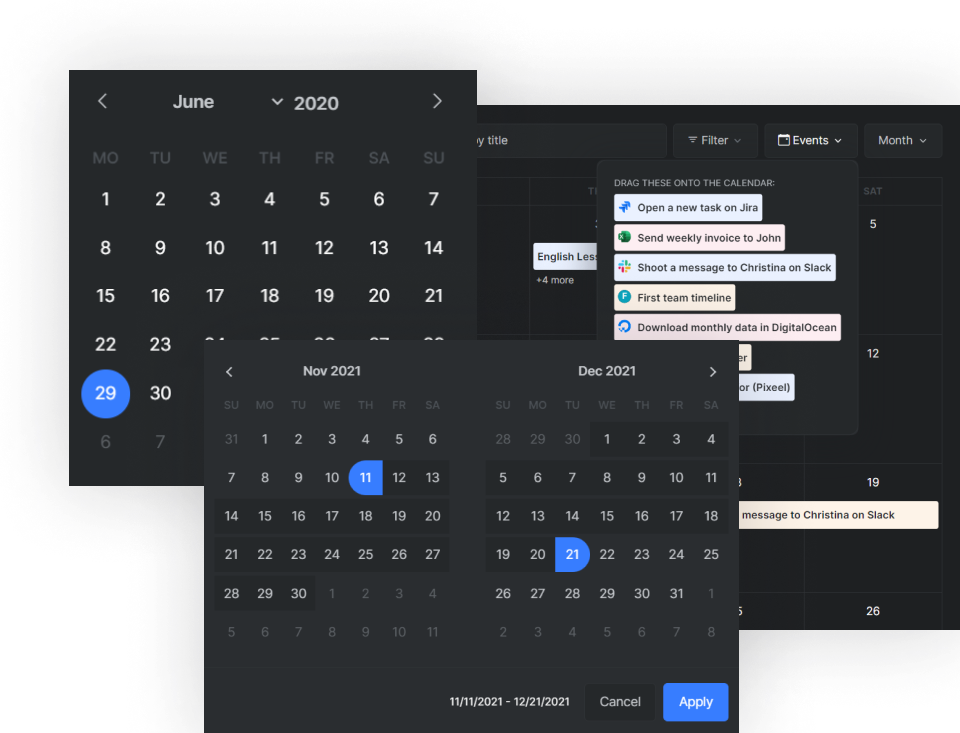 June 2020
MO TU WE TH FR SA SU
1 2 3 4 5 6 7
8 9 10 11 12 13 14
15 16 17 18 19 20 21
22 23
29 30
6 7
by title
Filter
Events
Month
SAT
DRAG THESE ONTO THE CALENDAR:
Open a new task on Jira
Send weekly invoice to John
Shoot a message to Christina on Slack
First team timeline
Download monthly data in DigitalOcean
or (Pixeel)
English Les
+4 more
5
12
19
message to Christina on Slack
26
Nov 2021
SU MO TU WE TH FR SA
31 1 2 3 4 5 6
7 8 9 10 11 12 13
14 15 16 17 18 19 20
21 22 23 24 25 26 27
28 29 30 1 2 3 4
5 6 7 8 9 10 11
Dec 2021
SU MO TU WE TH FR SA
28 29 30 1 2 3 4
5 6 7 8 9 10 11
12 13 14 15 16 17 18
19 20 21 22 23 24 25
26 27 28 29 30 31 1
2 3 4 5 6 7 8
11/11/2021 - 12/21/2021
Cancel
Apply